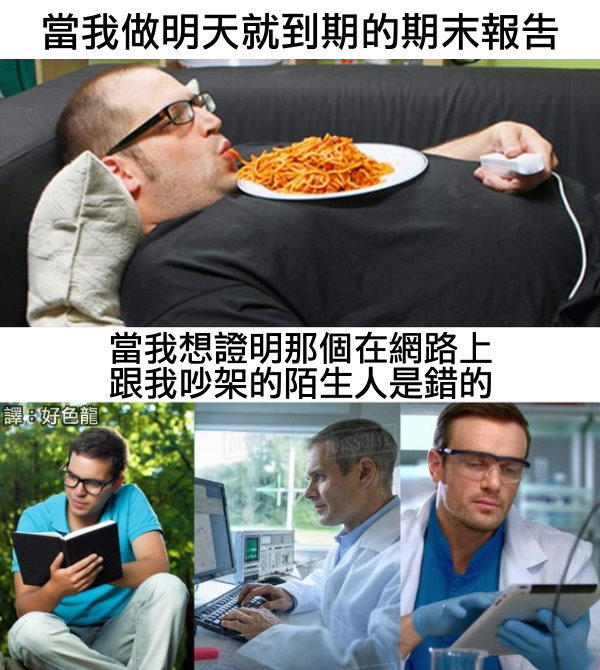 當我做明天就到期的期末報告
當我想證明那個在網路上
跟我吵架的陌生人是錯的
譯：好色龍